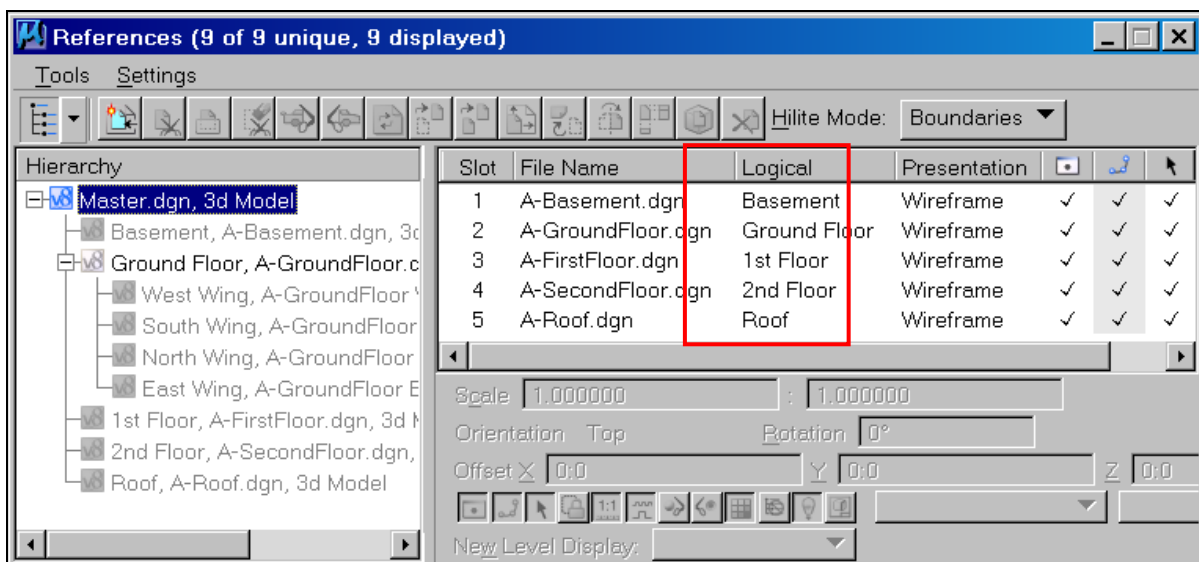 References (9 of 9 unique, 9 displayed)
Tools Settings
Hilite Mode: Boundaries
Hierarchy
Master.dgn, 3d Model
Basement, A-Basement.dgn, 3d
Ground Floor, A-GroundFloor.d
West Wing, A-GroundFloor
South Wing, A-GroundFloor
North Wing, A-GroundFloor
East Wing, A-GroundFloor E
1st Floor, A-FirstFloor.dgn, 3d
2nd Floor, A-SecondFloor.dgn,
Roof, A-Roof.dgn, 3d Model
Slot File Name Logical Presentation
1 A-Basement.dgn Basement Wireframe
2 A-GroundFloor.dgn Ground Floor Wireframe
3 A-FirstFloor.dgn 1st Floor Wireframe
4 A-SecondFloor.dgn 2nd Floor Wireframe
5 A-Roof.dgn Roof Wireframe
Scale 1.000000 : 1.000000
Orientation Top Rotation 0°
Offset X 0:0 Y 0:0 Z 0:0
1:1
New Level Display: